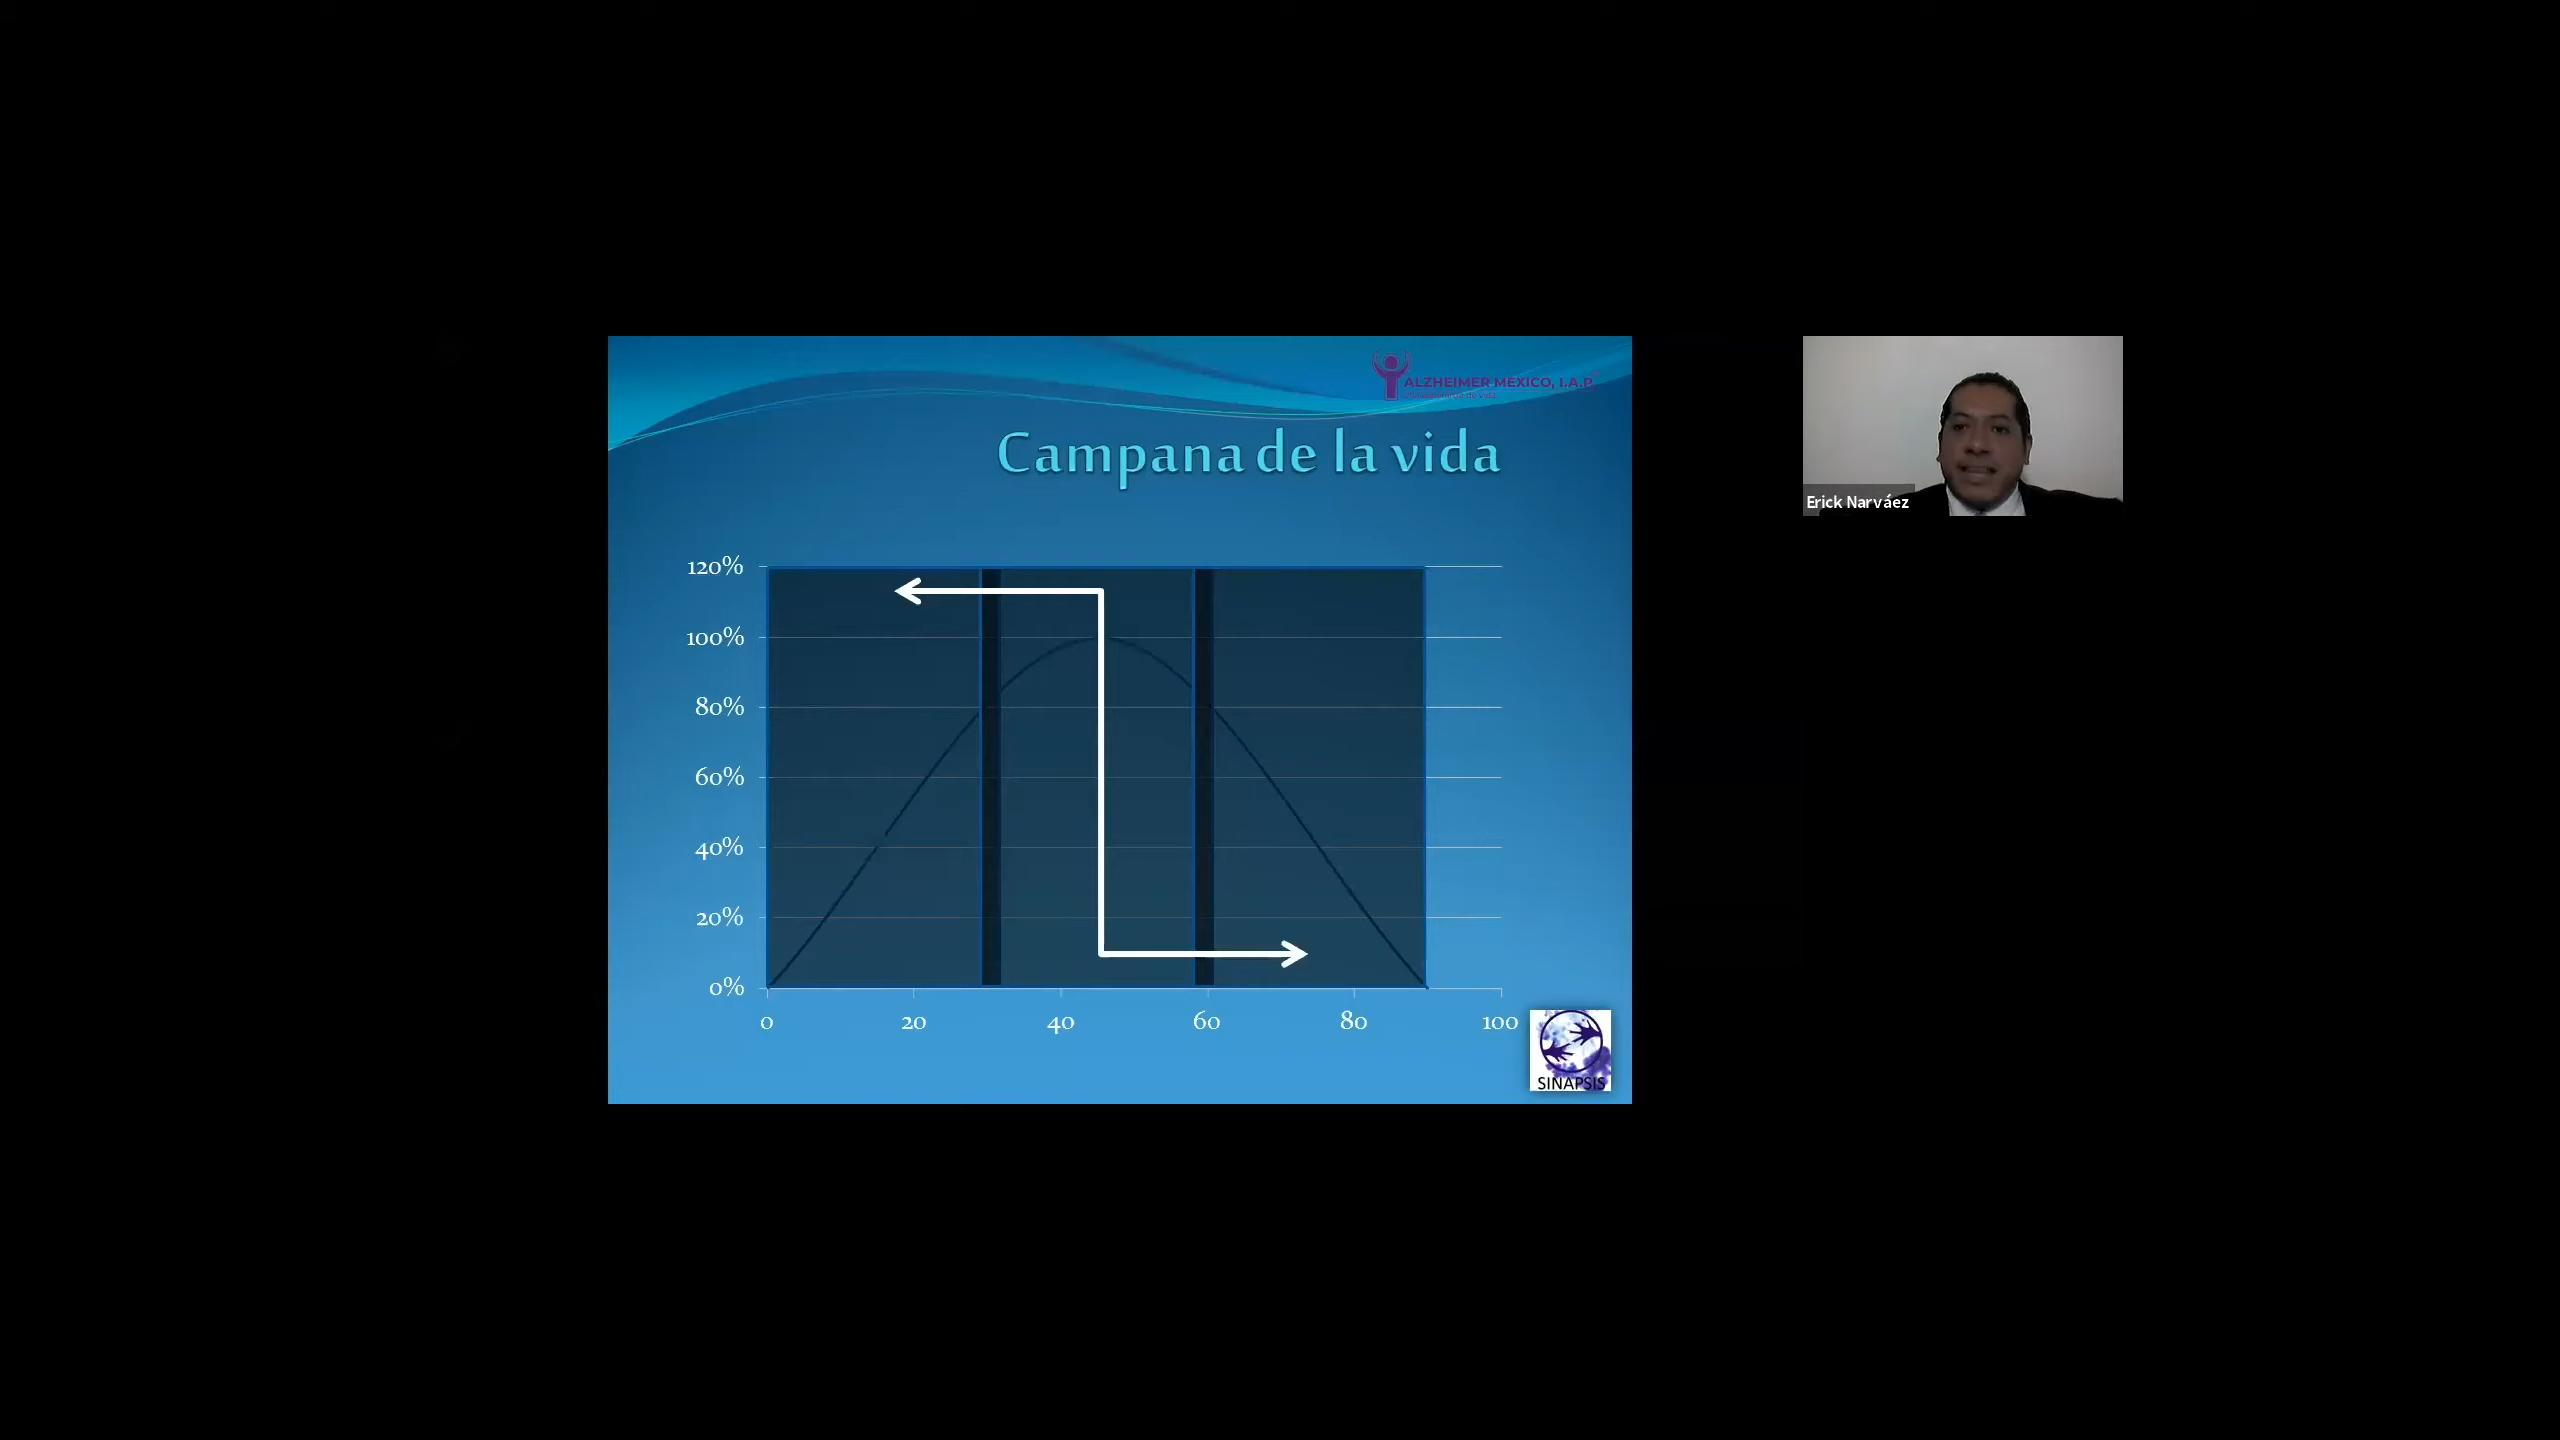 ALZHEIMER MÉXICO, I.A.P.
Campana de la vida
Erick Narváez
120%
100%
80%
60%
40%
20%
0%
0 20 40 60 80 100
SINAPSIS